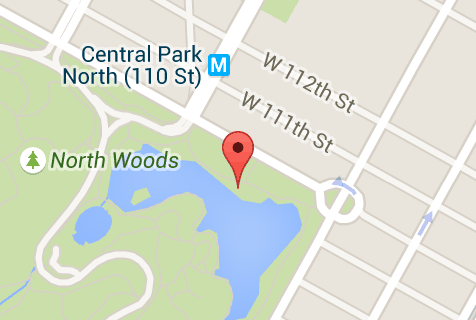 Central Park
North (110 St)
M
W 112th St
W 111th St
North Woods